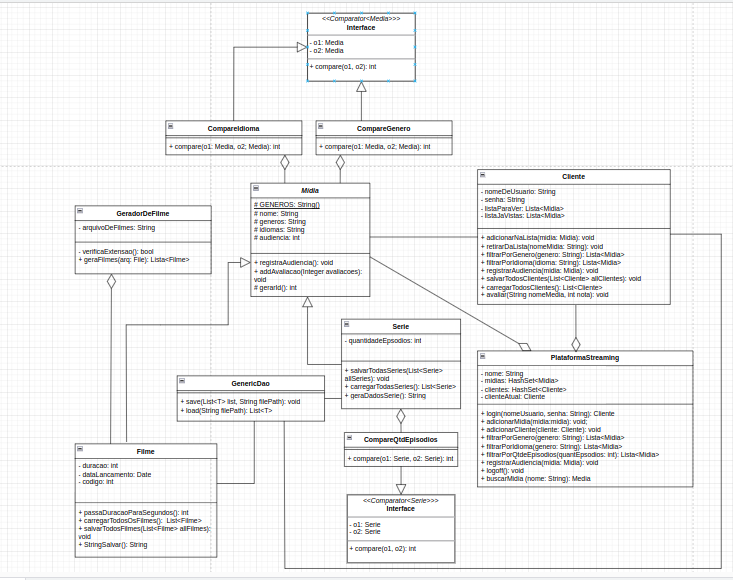 <<Comparator<Media>>>
Interface
- o1: Media
- o2: Media
+ compare(o1, o2): int
CompareIdioma
+ compare(o1: Media, o2; Media): int
CompareGenero
+ compare(o1: Media, o2; Media): int
Midia
# GENEROS: String()
# nome: String
# generos: String
# idiomas: String
# audiencia: int
+ registraAudiencia(): void
+ addAvaliacao(Integer avaliacoes):
void
# gerarId(): int
Cliente
- nomeDeUsuario: String
- senha: String
- listaParaVer: Lista<Midia>
- listaJaVistas: Lista<Midia>
+ adicionarNaLista(midia: Midia): void
+ retirarDaLista(nomeMidia: String): void
+ filtrarPorGenero(genero: String): Lista<Midia>
+ filtrarPorIdioma(idioma: String): Lista<Midia>
+ registrarAudiencia(midia: Midia): void
+ salvarTodosClientes(List<Cliente> allClientes): void
+ carregarTodosClientes(): List<Cliente>
+ avaliar(String nomeMedia, int nota): void
GeradorDeFilme
- arquivoDeFilmes: String
- verificaExtensao(): bool
+ geraFilmes(arq: File): Lista<Filme>
Serie
- quantidadeEpsodios: int
+ salvarTodasSeries(List<Serie>
allSeries): void
+ carregarTodasSeries(): List<Serie>
+ geraDadosSerie(): String
PlataformaStreaming
- nome: String
- midias: HashSet<Midia>
- clientes: HashSet<Cliente>
- clienteAtual: Cliente
+ login(nomeUsuario, senha: String): Cliente
+ adicionarMidia(midia:midia): void;
+ adicionarCliente(cliente: Cliente): void
+ filtrarPorGenero(genero: String): Lista<Midia>
+ filtrarPorIdioma(genero: String): Lista<Midia>
+ filtrarPorQtdeEpisodios(quantEpisodios: int): Lista<Midia>
+ registrarAudiencia(midia: Midia): void
+ logoff(): void
+ buscarMidia (nome: String): Media
GenericDao
+ save(List<T> list, String filePath): void
+ load(String filePath): List<T>
CompareQtdEpisodios
+ compare(o1: Serie, o2: Serie): int
Filme
- duracao: int
- dataLancamento: Date
- codigo: int
+ passaDuracaoParaSegundos(): int
+ carregarTodosOsFilmes(): List<Filme>
+ salvarTodosFilmes(List<Filme> allFilmes):
void
+ StringSalvar(): String
<<Comparator<Serie>>>
Interface
- o1: Serie
- o2: Serie
+ compare(o1, o2): int